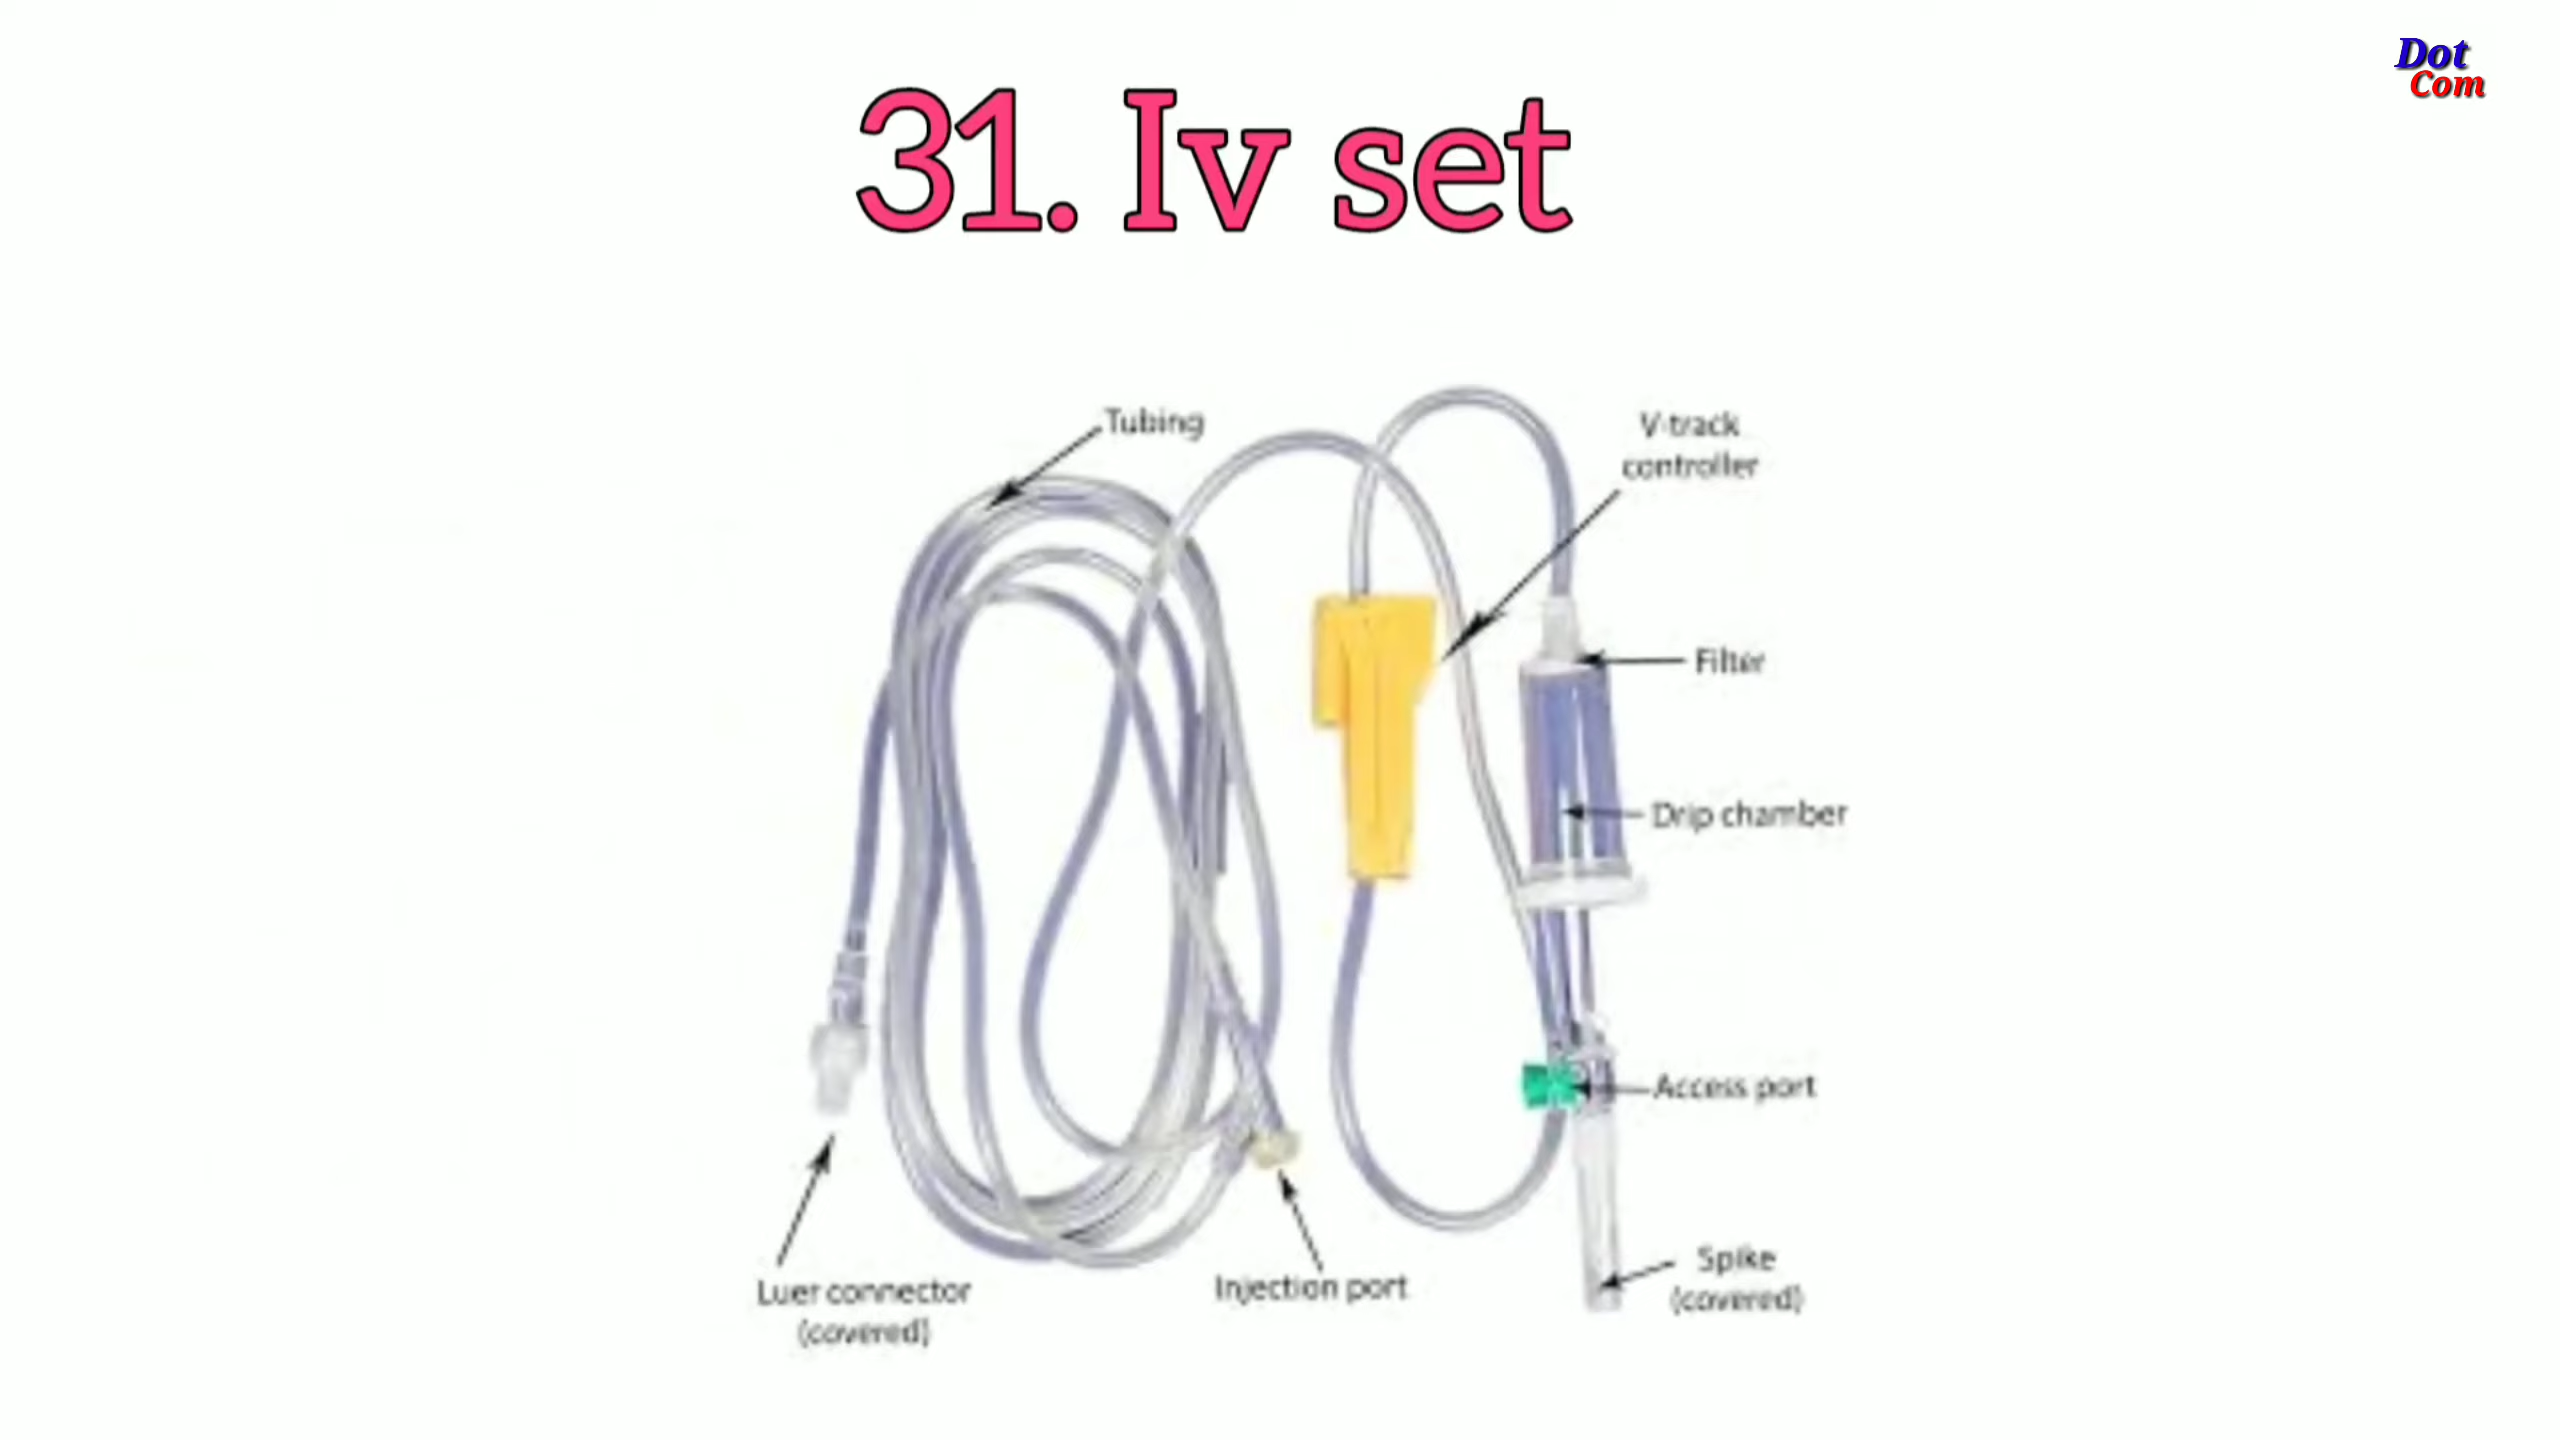 Dot
Com
31. Iv set
Tubing
V-track
controller
Filter
Drip chamber
Access port
Spike
(covered)
Injection port
Luer connector
(covered)